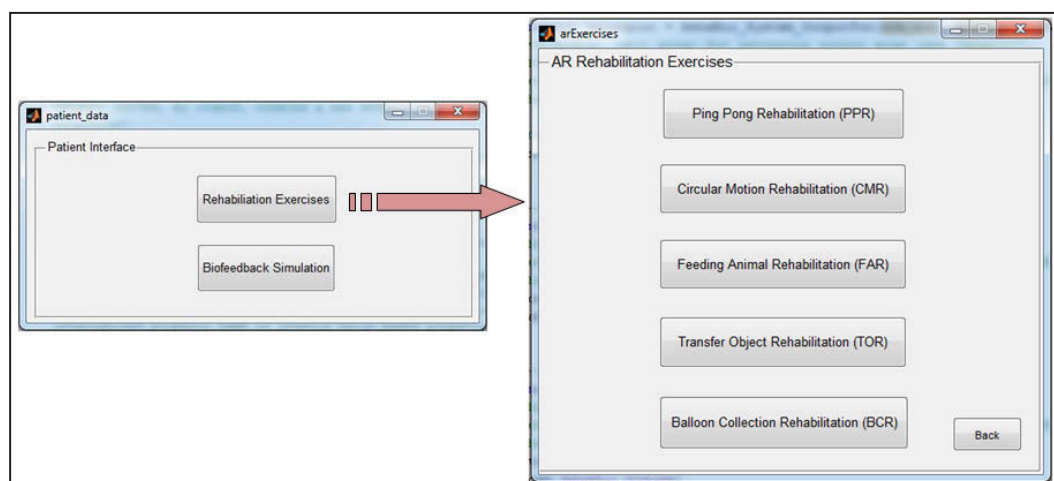 patient_data
Patient Interface
Rehabiliation Exercises
Biofeedback Simulation
arExercises
AR Rehabilitation Exercises
Ping Pong Rehabilitation (PPR)
Circular Motion Rehabilitation (CMR)
Feeding Animal Rehabilitation (FAR)
Transfer Object Rehabilitation (TOR)
Balloon Collection Rehabilitation (BCR)
Back